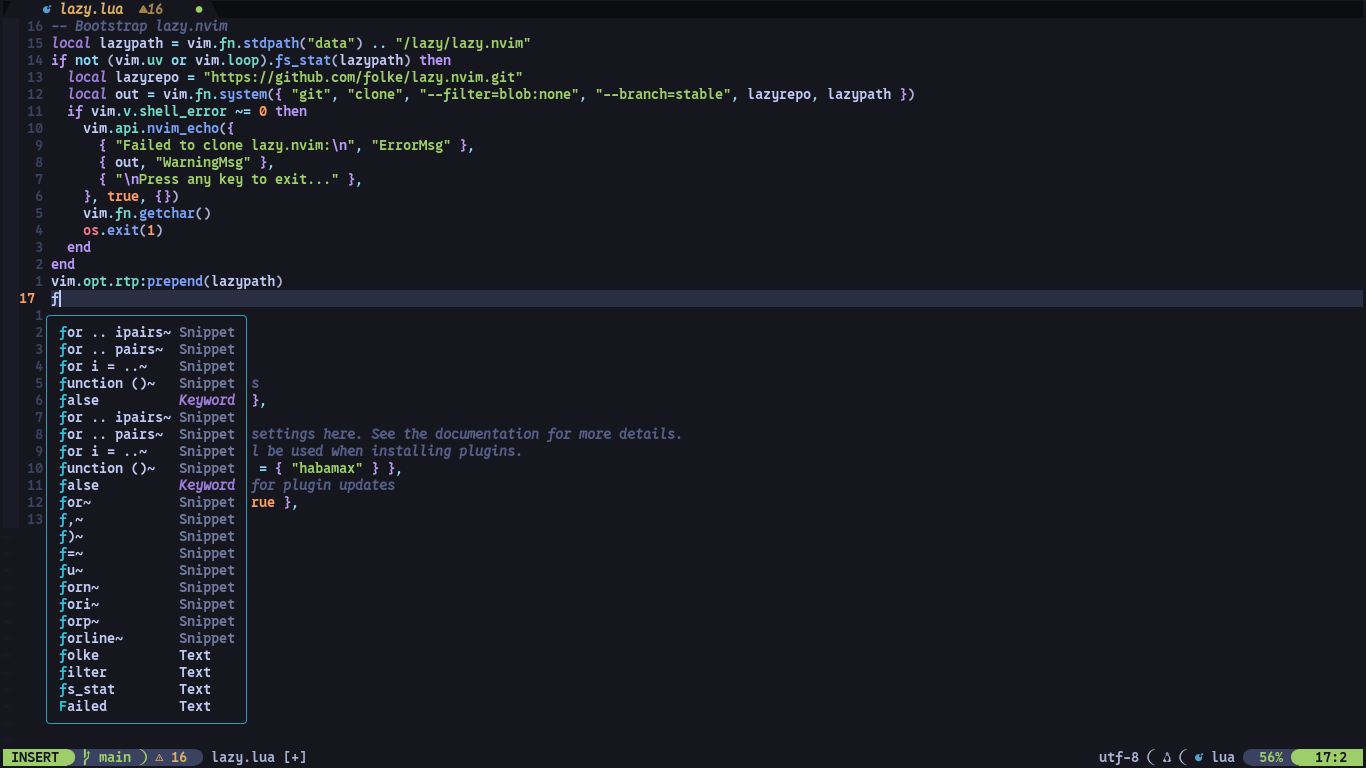 lazy.lua 16 ●
16 -- Bootstrap lazy.nvim
15 local lazypath = vim.fn.stdpath("data") .. "/lazy/lazy.nvim"
14 if not (vim.uv or vim.loop).fs_stat(lazypath) then
13   local lazyrepo = "https://github.com/folke/lazy.nvim.git"
12   local out = vim.fn.system({ "git", "clone", "--filter=blob:none", "--branch=stable", lazyrepo, lazypath })
11   if vim.v.shell_error ~= 0 then
10     vim.api.nvim_echo({
9       { "Failed to clone lazy.nvim:\n", "ErrorMsg" },
8       { out, "WarningMsg" },
7       { "\nPress any key to exit..." },
6     }, true, {})
5     vim.fn.getchar()
4     os.exit(1)
3   end
2 end
1 vim.opt.rtp:prepend(lazypath)
17 f
1
2 for .. ipairs~ Snippet
3 for .. pairs~ Snippet
4 for i = ..~ Snippet
5 function ()~ Snippet s
6 false Keyword },
7 for .. ipairs~ Snippet
8 for .. pairs~ Snippet settings here. See the documentation for more details.
9 for i = ..~ Snippet l be used when installing plugins.
10 function ()~ Snippet = { "habamax" } },
11 false Keyword for plugin updates
12 for~ Snippet rue },
13 f,~ Snippet
f)~ Snippet
f=~ Snippet
fu~ Snippet
forn~ Snippet
fori~ Snippet
forp~ Snippet
forline~ Snippet
folke Text
filter Text
fs_stat Text
Failed Text
INSERT main 16 lazy.lua [+] utf-8 lua 56% 17:2